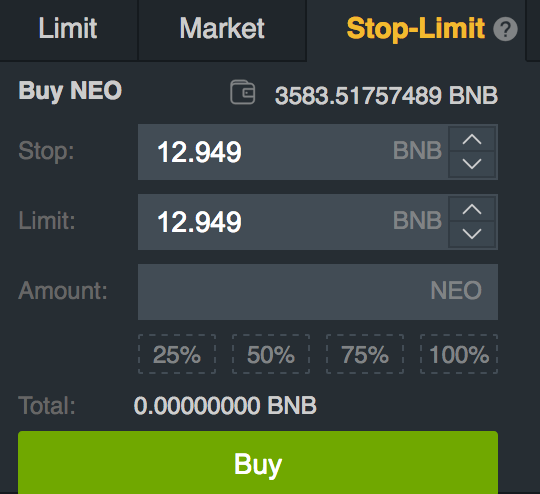 Limit Market Stop-Limit ?
Buy NEO 3583.51757489 BNB
Stop: 12.949 BNB
Limit: 12.949 BNB
Amount: NEO
25% 50% 75% 100%
Total: 0.00000000 BNB
Buy